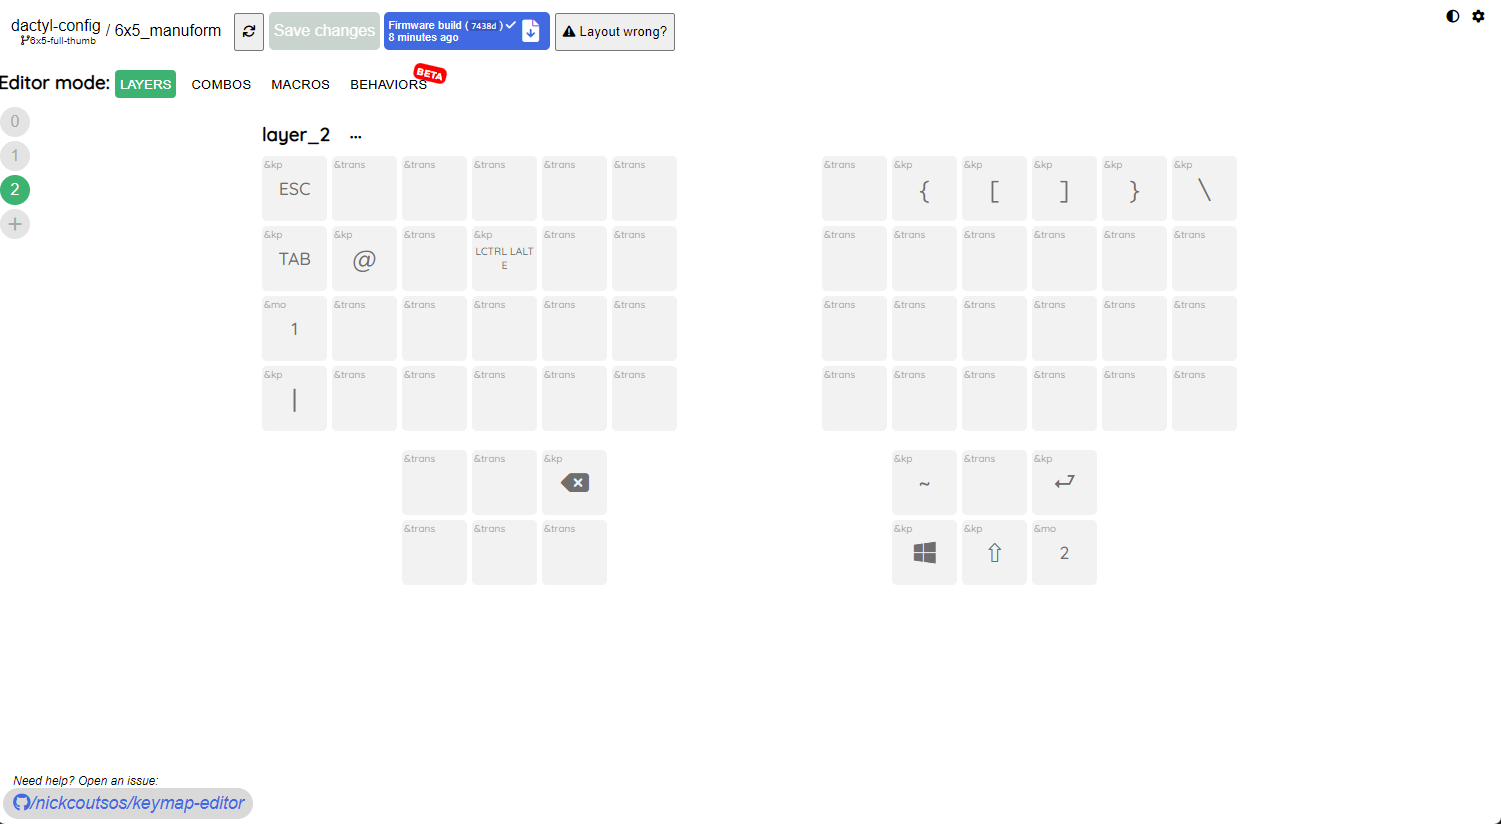 dactyl-config / 6x5_manuform
6x5-full-thumb
Save changes
Firmware build ( 7438d )
8 minutes ago
Layout wrong?
Editor mode: LAYERS COMBOS MACROS BEHAVIORS BETA
0
1
2
+
layer_2 ...
&kp &trans &trans &trans &trans &trans &trans &kp &kp &kp &kp &kp
ESC { [ ] } \
&kp &kp &trans &kp &trans &trans &trans &trans &trans &trans &trans &trans
TAB @ LCTRL LALT
E
&mo &trans &trans &trans &trans &trans &trans &trans &trans &trans &trans &trans
1
&kp &trans &trans &trans &trans &trans &trans &trans &trans &trans &trans &trans
|
&trans &trans &kp &kp &trans &kp
~
&trans &trans &trans &kp &kp &mo
2
Need help? Open an issue:
/nickcoutsos/keymap-editor